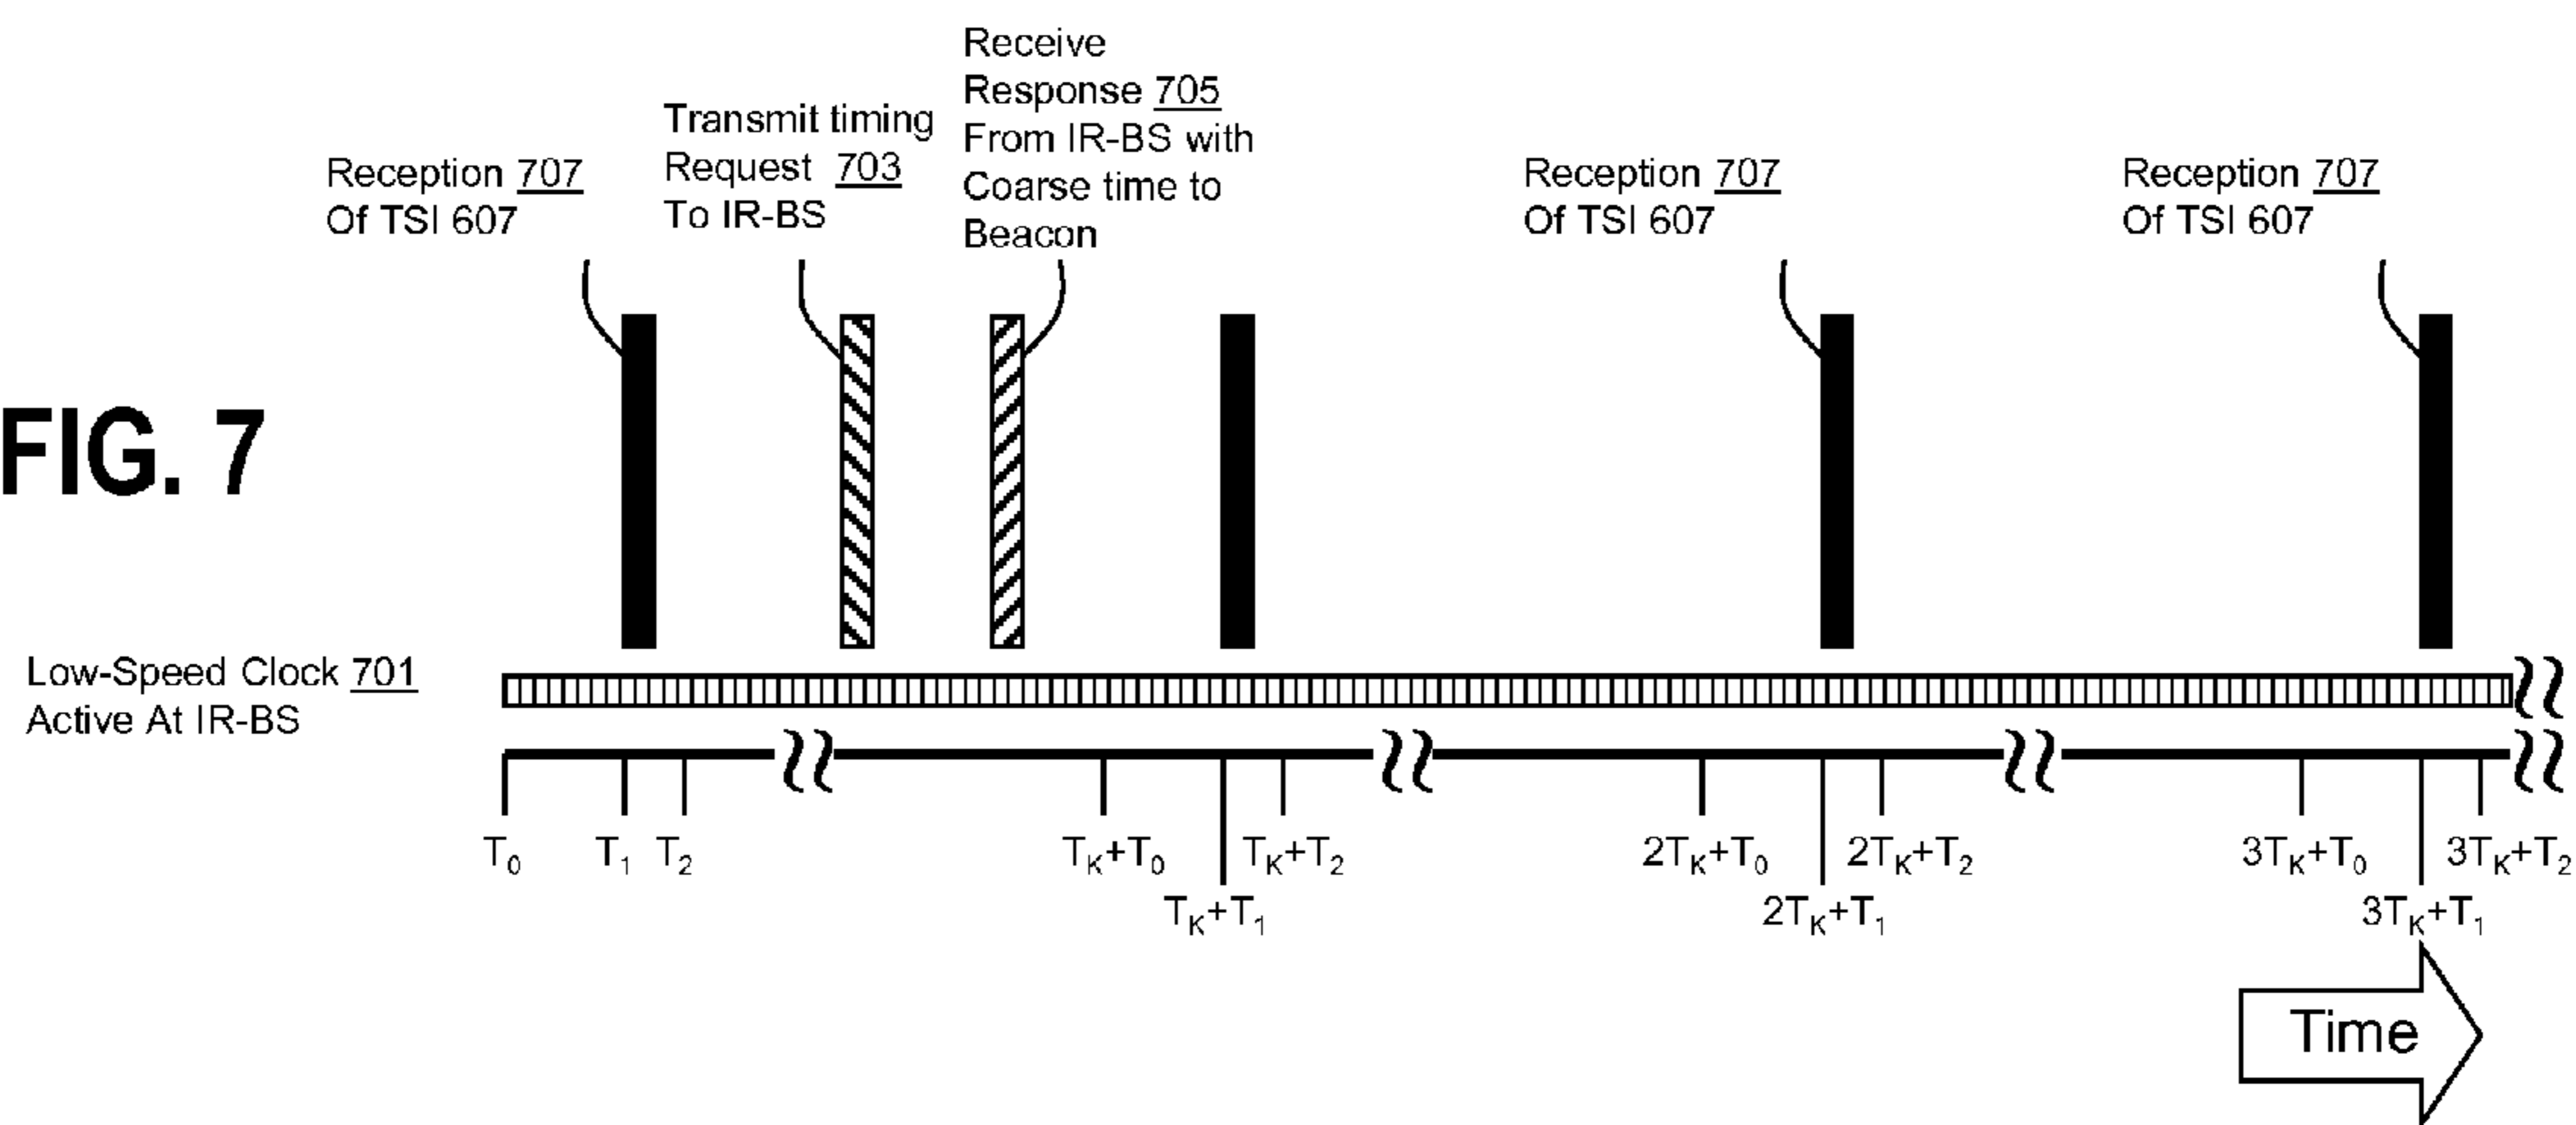 Receive
Response 705
From IR-BS with
Coarse time to
Beacon
Transmit timing
Request 703
To IR-BS
Reception 707
Of TSI 607
Reception 707
Of TSI 607
Reception 707
Of TSI 607
FIG. 7
Low-Speed Clock 701
Active At IR-BS
T₀ T₁ T₂ Tₖ+T₀ Tₖ+T₂ 2Tₖ+T₀ 2Tₖ+T₂ 3Tₖ+T₀ 3Tₖ+T₂
Tₖ+T₁ 2Tₖ+T₁ 3Tₖ+T₁
Time